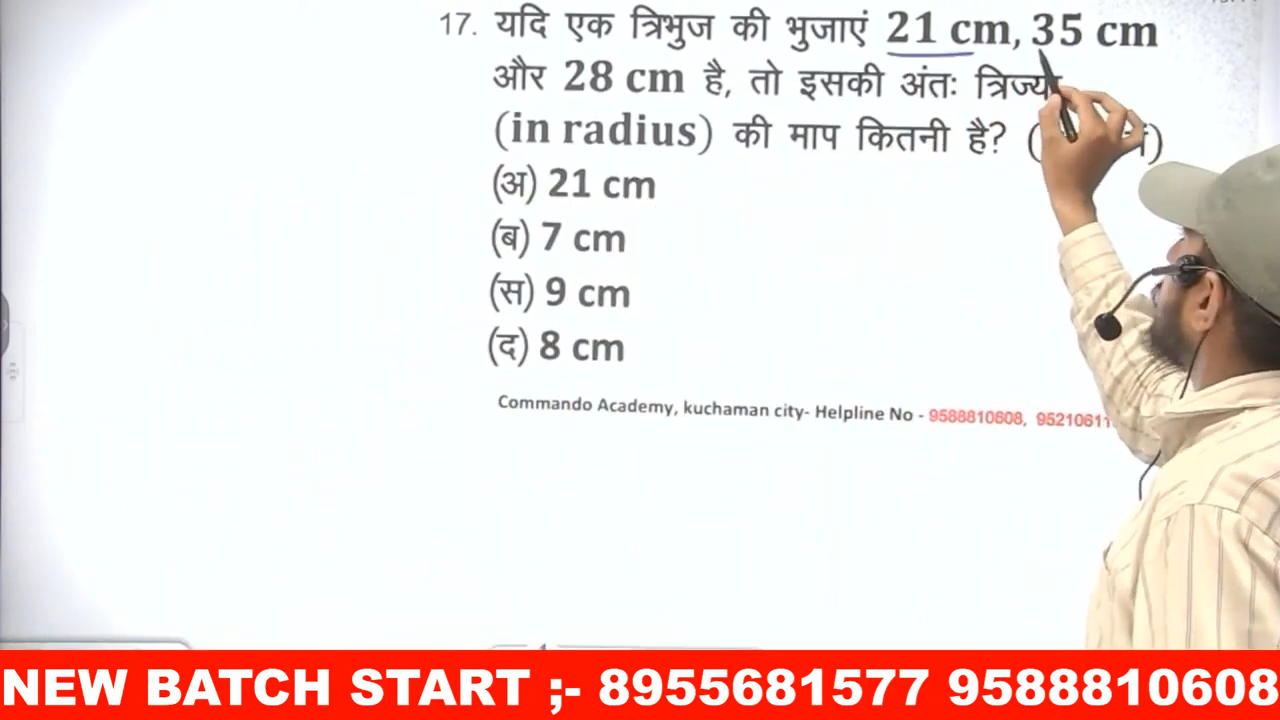 17. यदि एक त्रिभुज की भुजाएं 21 cm, 35 cm
और 28 cm है, तो इसकी अंतः त्रिज्या
(in radius) की माप कितनी है? (
(अ) 21 cm
(ब) 7 cm
(स) 9 cm
(द) 8 cm
Commando Academy, kuchaman city- Helpline No - 9588810608, 9521061
NEW BATCH START ;- 8955681577 9588810608